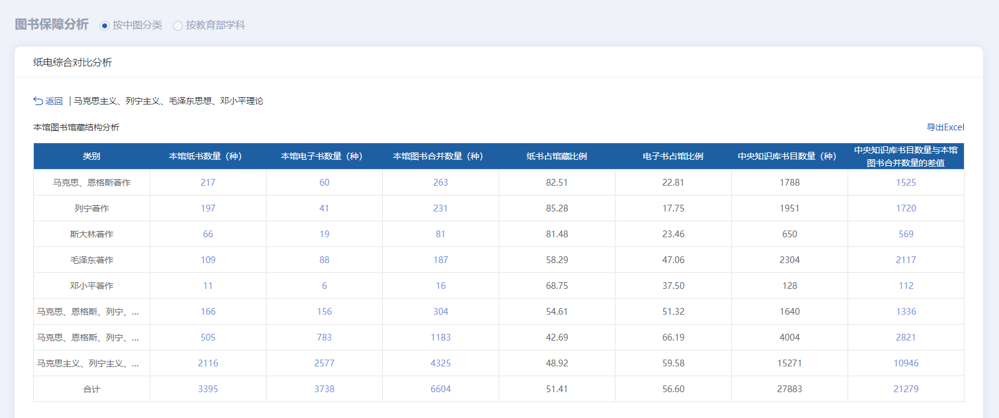 图书保障分析 按中图分类 按教育部学科
纸电综合对比分析
返回 | 马克思主义、列宁主义、毛泽东思想、邓小平理论
本馆图书馆藏结构分析 导出Excel
类别 本馆纸书数量（种） 本馆电子书数量（种） 本馆图书合并数量（种） 纸书占馆藏比例 电子书占馆比例 中央知识库书目数量（种） 中央知识库书目数量与本馆
图书合并数量的差值
马克思、恩格斯著作 217 60 263 82.51 22.81 1788 1525
列宁著作 197 41 231 85.28 17.75 1951 1720
斯大林著作 66 19 81 81.48 23.46 650 569
毛泽东著作 109 88 187 58.29 47.06 2304 2117
邓小平著作 11 6 16 68.75 37.50 128 112
马克思、恩格斯、列宁、... 166 156 304 54.61 51.32 1640 1336
马克思、恩格斯、列宁、... 505 783 1183 42.69 66.19 4004 2821
马克思主义、列宁主义、... 2116 2577 4325 48.92 59.58 15271 10946
合计 3395 3738 6604 51.41 56.60 27883 21279